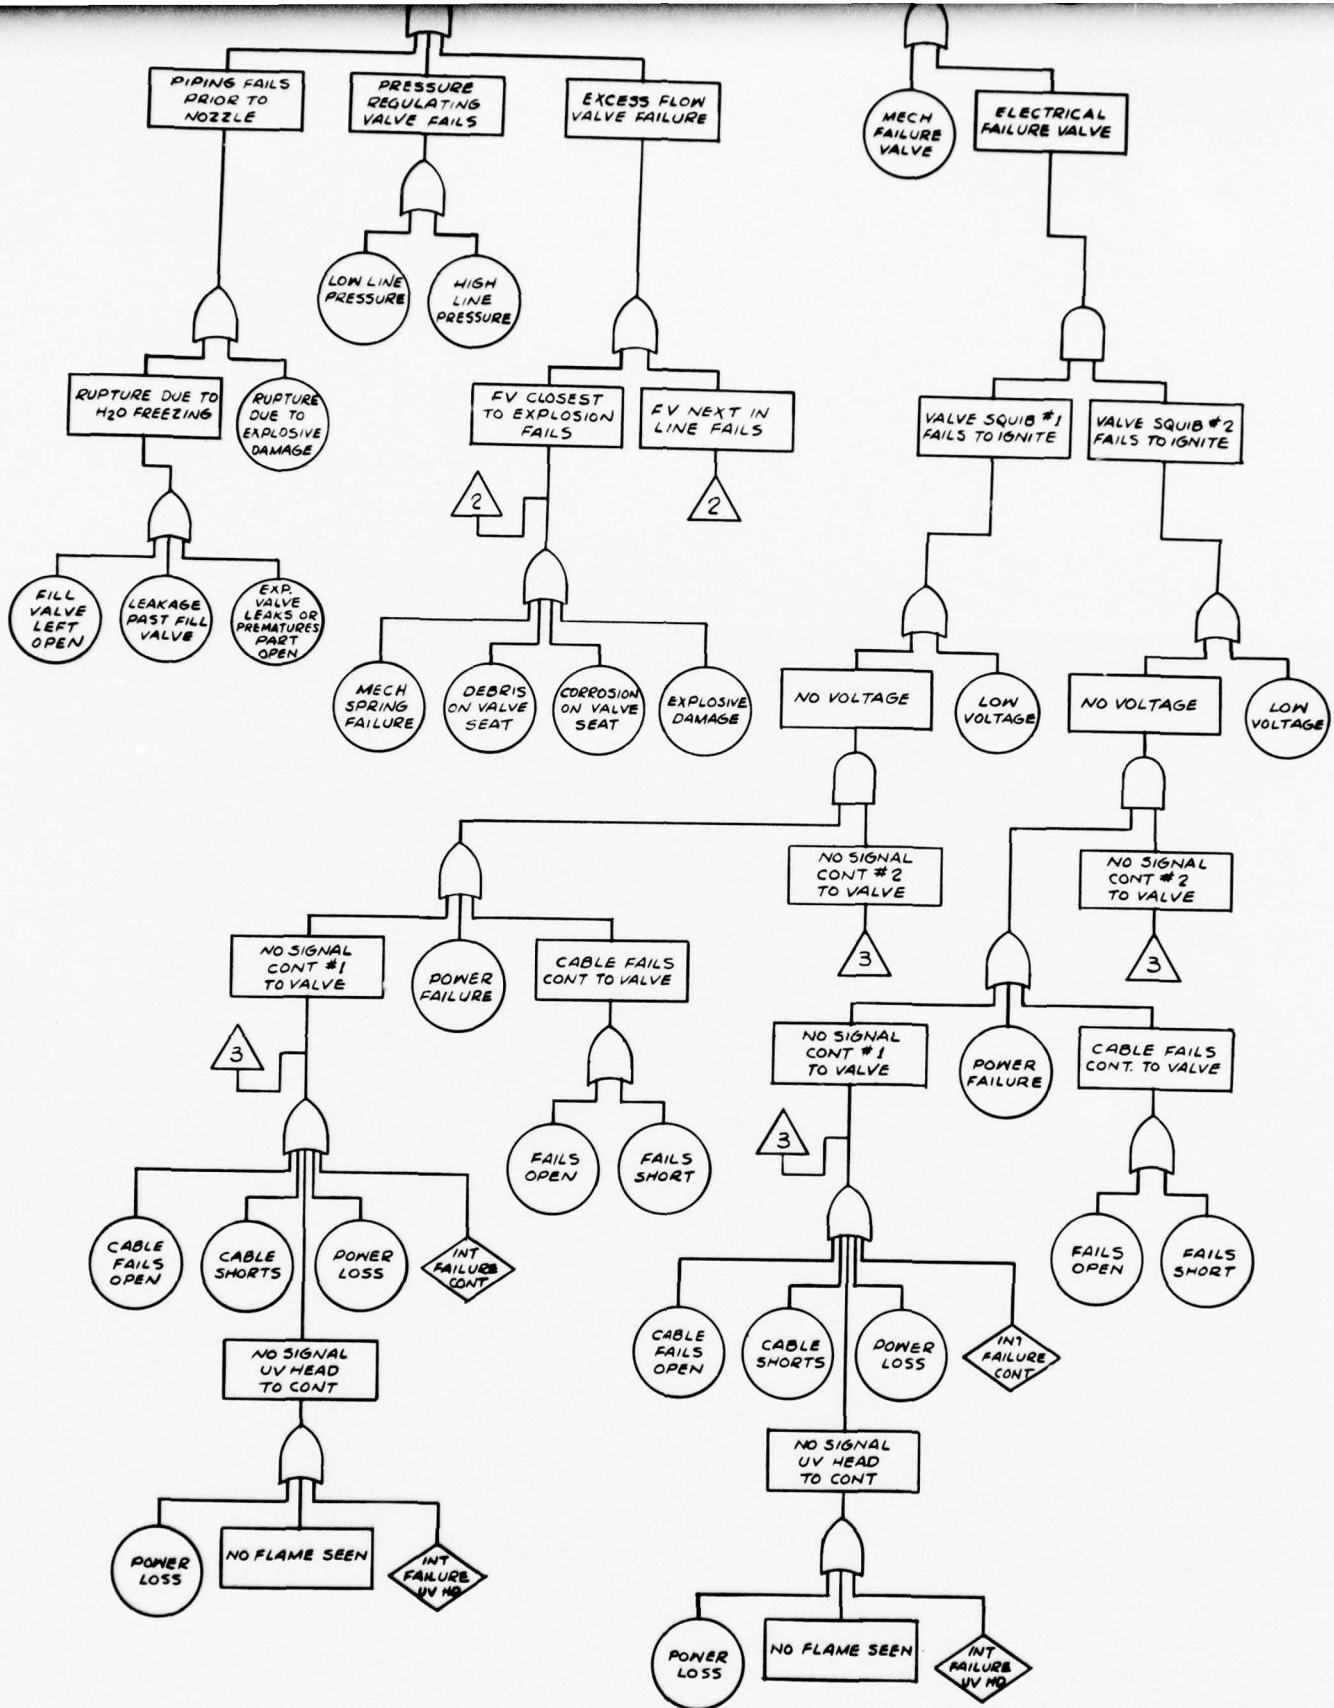 PIPING FAILS
PRIOR TO
NOZZLE
PRESSURE
REGULATING
VALVE FAILS
EXCESS FLOW
VALVE FAILURE
MECH
FAILURE
VALVE
ELECTRICAL
FAILURE VALVE
LOW LINE
PRESSURE
HIGH
LINE
PRESSURE
RUPTURE DUE TO
H2O FREEZING
RUPTURE
DUE TO
EXPLOSIVE
DAMAGE
FV CLOSEST
TO EXPLOSION
FAILS
FV NEXT IN
LINE FAILS
VALVE SQUIB #1
FAILS TO IGNITE
VALVE SQUIB #2
FAILS TO IGNITE
2
2
FILL
VALVE
LEFT
OPEN
LEAKAGE
PAST FILL
VALVE
EXP.
VALVE
LEAKS OR
PREMATURES
PART
OPEN
MECH
SPRING
FAILURE
DEBRIS
ON VALVE
SEAT
CORROSION
ON VALVE
SEAT
EXPLOSIVE
DAMAGE
NO VOLTAGE
LOW
VOLTAGE
NO VOLTAGE
LOW
VOLTAGE
NO SIGNAL
CONT #2
TO VALVE
NO SIGNAL
CONT #2
TO VALVE
3
3
NO SIGNAL
CONT #1
TO VALVE
POWER
FAILURE
CABLE FAILS
CONT TO VALVE
3
NO SIGNAL
CONT #1
TO VALVE
POWER
FAILURE
CABLE FAILS
CONT. TO VALVE
3
FAILS
OPEN
FAILS
SHORT
CABLE
FAILS
OPEN
CABLE
SHORTS
POWER
LOSS
INT
FAILURE
CONT
FAILS
OPEN
FAILS
SHORT
CABLE
FAILS
OPEN
CABLE
SHORTS
POWER
LOSS
INT
FAILURE
CONT
NO SIGNAL
UV HEAD
TO CONT
NO SIGNAL
UV HEAD
TO CONT
POWER
LOSS
NO FLAME SEEN
INT
FAILURE
UV HD
POWER
LOSS
NO FLAME SEEN
INT
FAILURE
UV HD